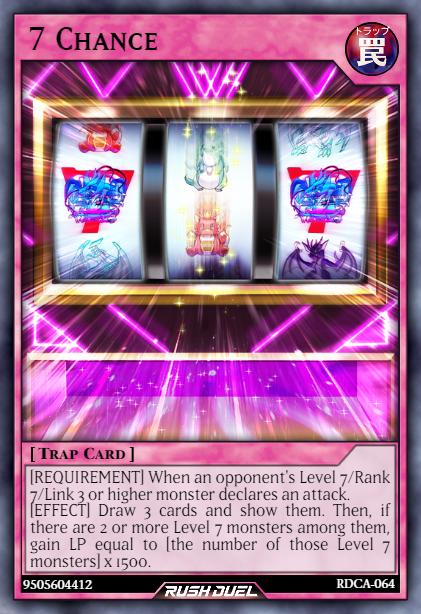 7 Chance
トラップ
罠
[ Trap Card ]
[REQUIREMENT] When an opponent's Level 7/Rank
7/Link 3 or higher monster declares an attack.
[EFFECT] Draw 3 cards and show them. Then, if
there are 2 or more Level 7 monsters among them,
gain LP equal to [the number of those Level 7
monsters] x 1500.
9505604412
RUSH DUEL
RDCA-064